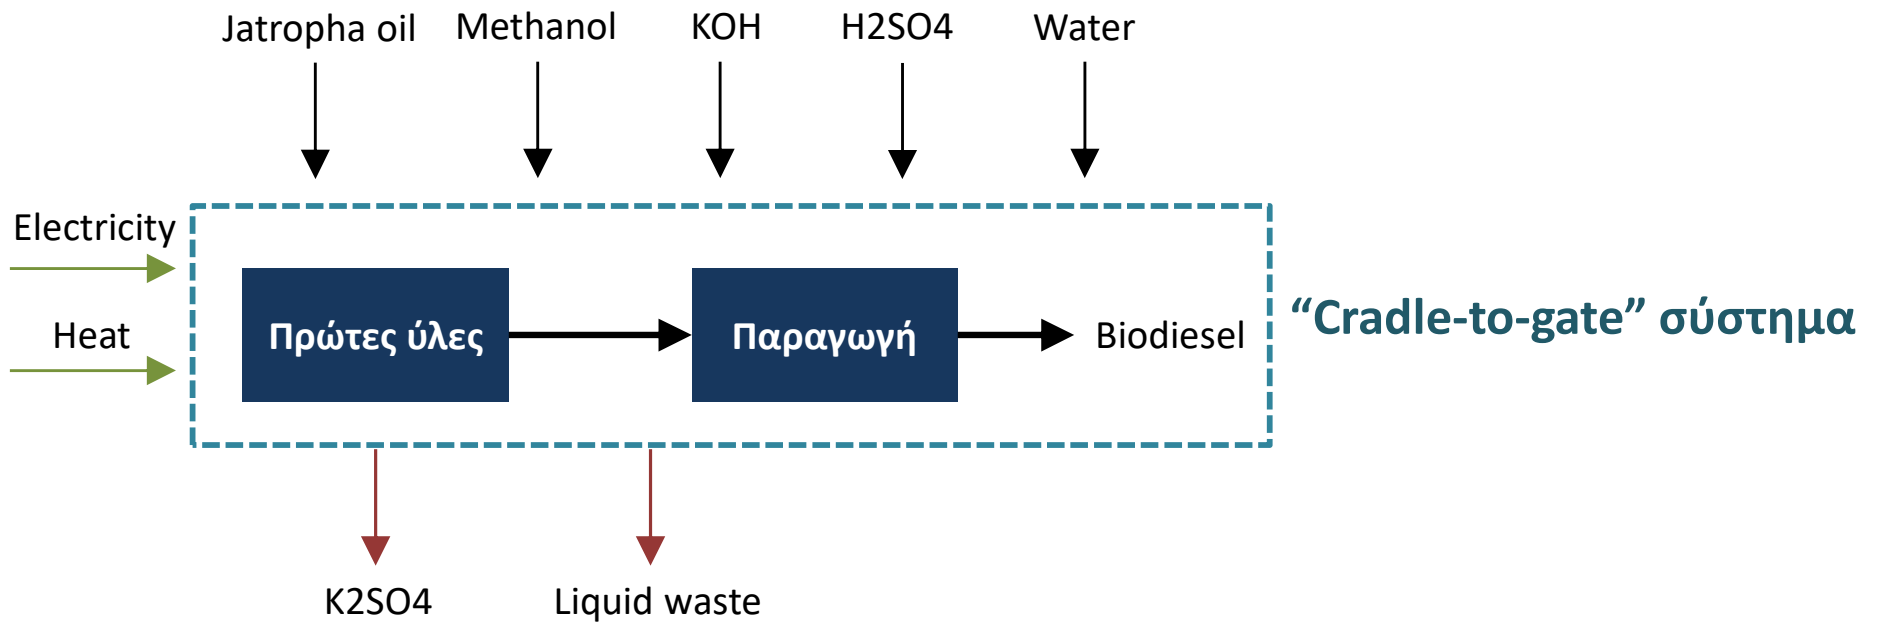 Jatropha oil
Methanol
KOH
H2SO4
Water
Electricity
Heat
Πρώτες ύλες
Παραγωγή
Biodiesel
“Cradle-to-gate” σύστημα
K2SO4
Liquid waste